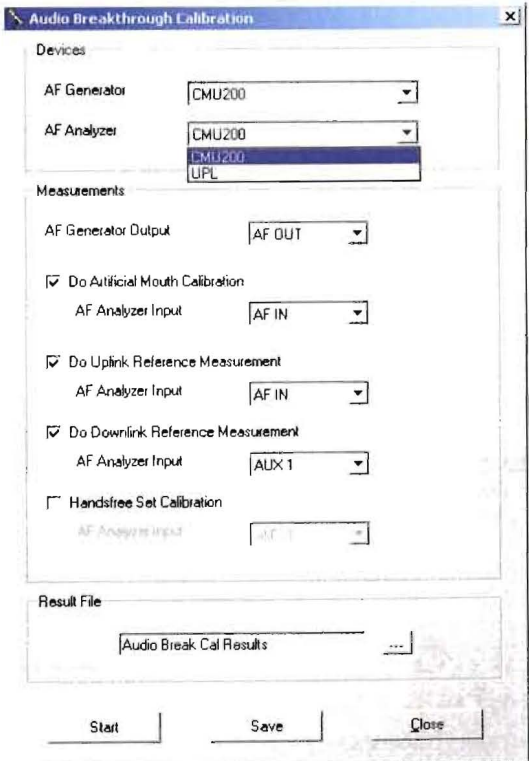 Audio Breakthrough Calibration
Devices
AF Generator CMU200
AF Analyzer CMU200
CMU200
UPL
Measurements
AF Generator Output AF OUT
Do Artificial Mouth Calibration
AF Analyzer Input AF IN
Do Uplink Reference Measurement
AF Analyzer Input AF IN
Do Downlink Reference Measurement
AF Analyzer Input AUX 1
Handsfree Set Calibration
AF Analyzer Input
Result File
Audio Break Cal Results ...
Start Save Close